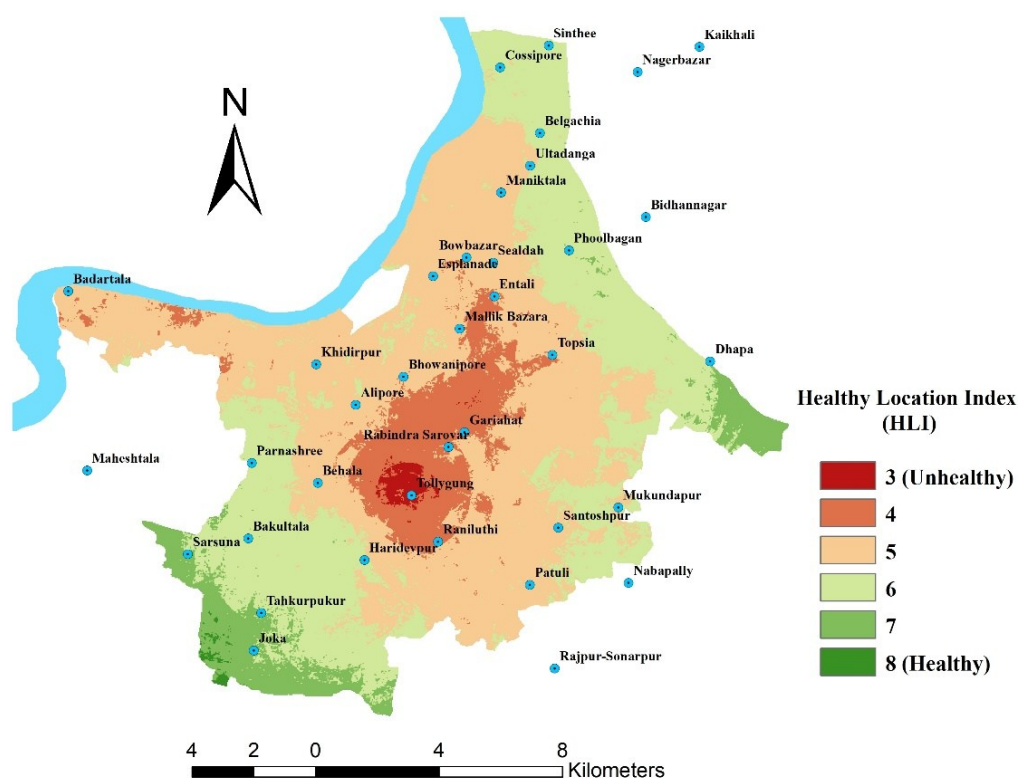 Sinthee
Kaikhali
Cossipore
Nagerbazar
N
Belgachia
Ultadanga
Maniktala
Bidhannagar
Bowbazar
Sealdah
Phoolbagan
Esplanade
Badartala
Entali
Mallik Bazara
Topsia
Dhapa
Khidirpur
Bhowanipore
Alipore
Healthy Location Index
(HLI)
Gariahat
Rabindra Sarovar
Parnashree
Maheshtala
Behala
Tollygung
3 (Unhealthy)
Mukundapur
4
Santoshpur
Bakultala
Raniluthi
Sarsuna
Haridevpur
5
Patuli
Nabapally
6
Tahkurpukur
7
Joka
Rajpur-Sonarpur
8 (Healthy)
4 2 0 4 8
Kilometers